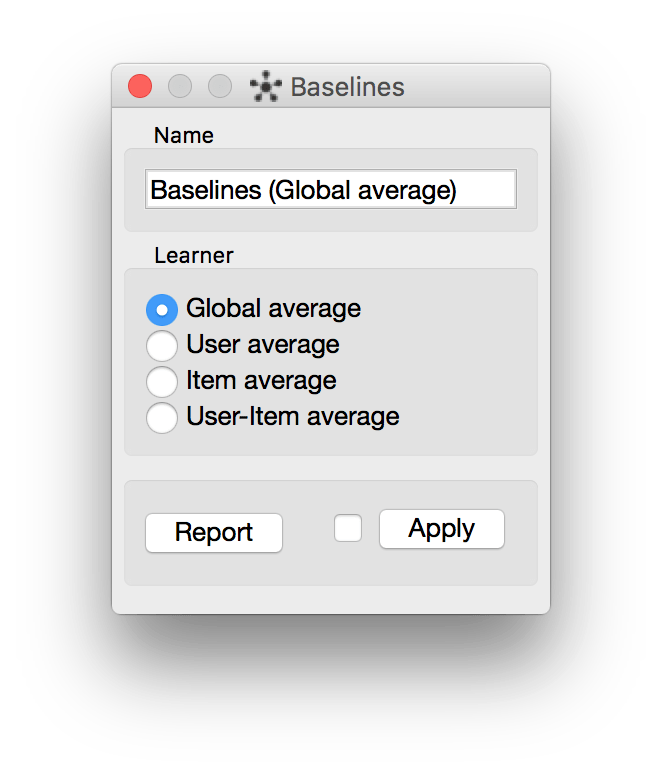 Baselines
Name
Baselines (Global average)
Learner
Global average
User average
Item average
User-Item average
Report Apply